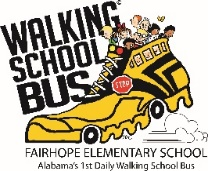 WALKING
SCHOOL
BUS®
STOP
FAIRHOPE ELEMENTARY SCHOOL
Alabama's 1st Daily Walking School Bus